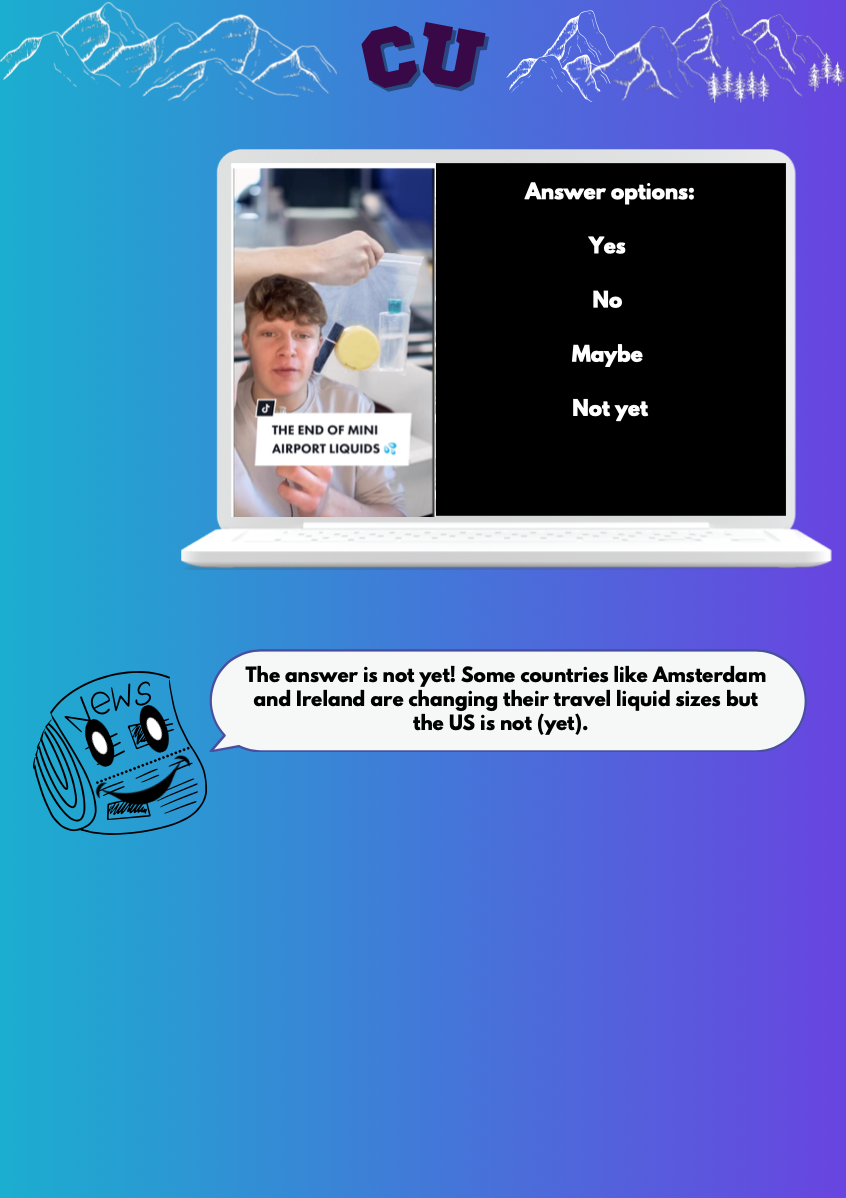 CU
Answer options:
Yes
No
Maybe
Not yet
THE END OF MINI
AIRPORT LIQUIDS 💦
News
The answer is not yet! Some countries like Amsterdam
and Ireland are changing their travel liquid sizes but
the US is not (yet).